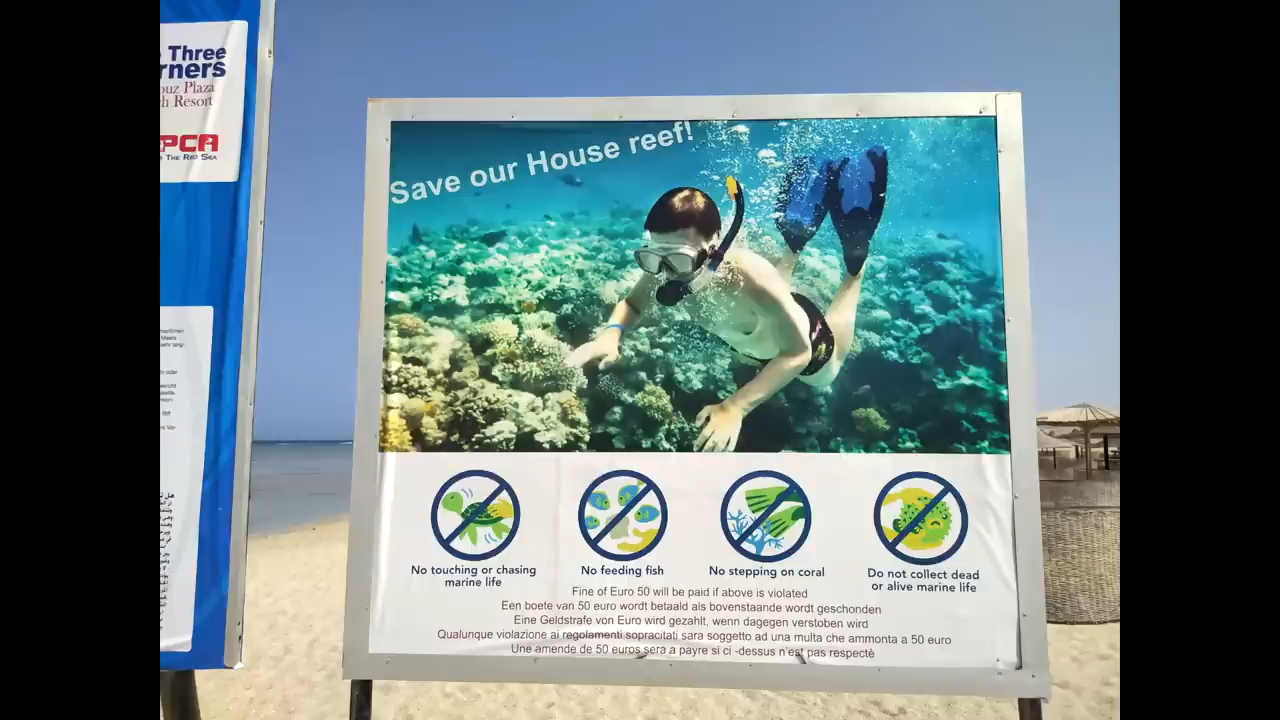 Three
rners
ouz Plaza
ch Resort
PCA
The Red Sea
Save our House reef!
No touching or chasing
marine life
No feeding fish
No stepping on coral
Do not collect dead
or alive marine life
Fine of Euro 50 will be paid if above is violated
Een boete van 50 euro wordt betaald als bovenstaande wordt geschonden
Eine Geldstrafe von Euro wird gezahlt, wenn dagegen verstoben wird
Qualunque violazione ai regolamenti sopracitati sara soggetto ad una multa che ammonta a 50 euro
Une amende de 50 euros sera a payre si ci -dessus n'est pas respectè